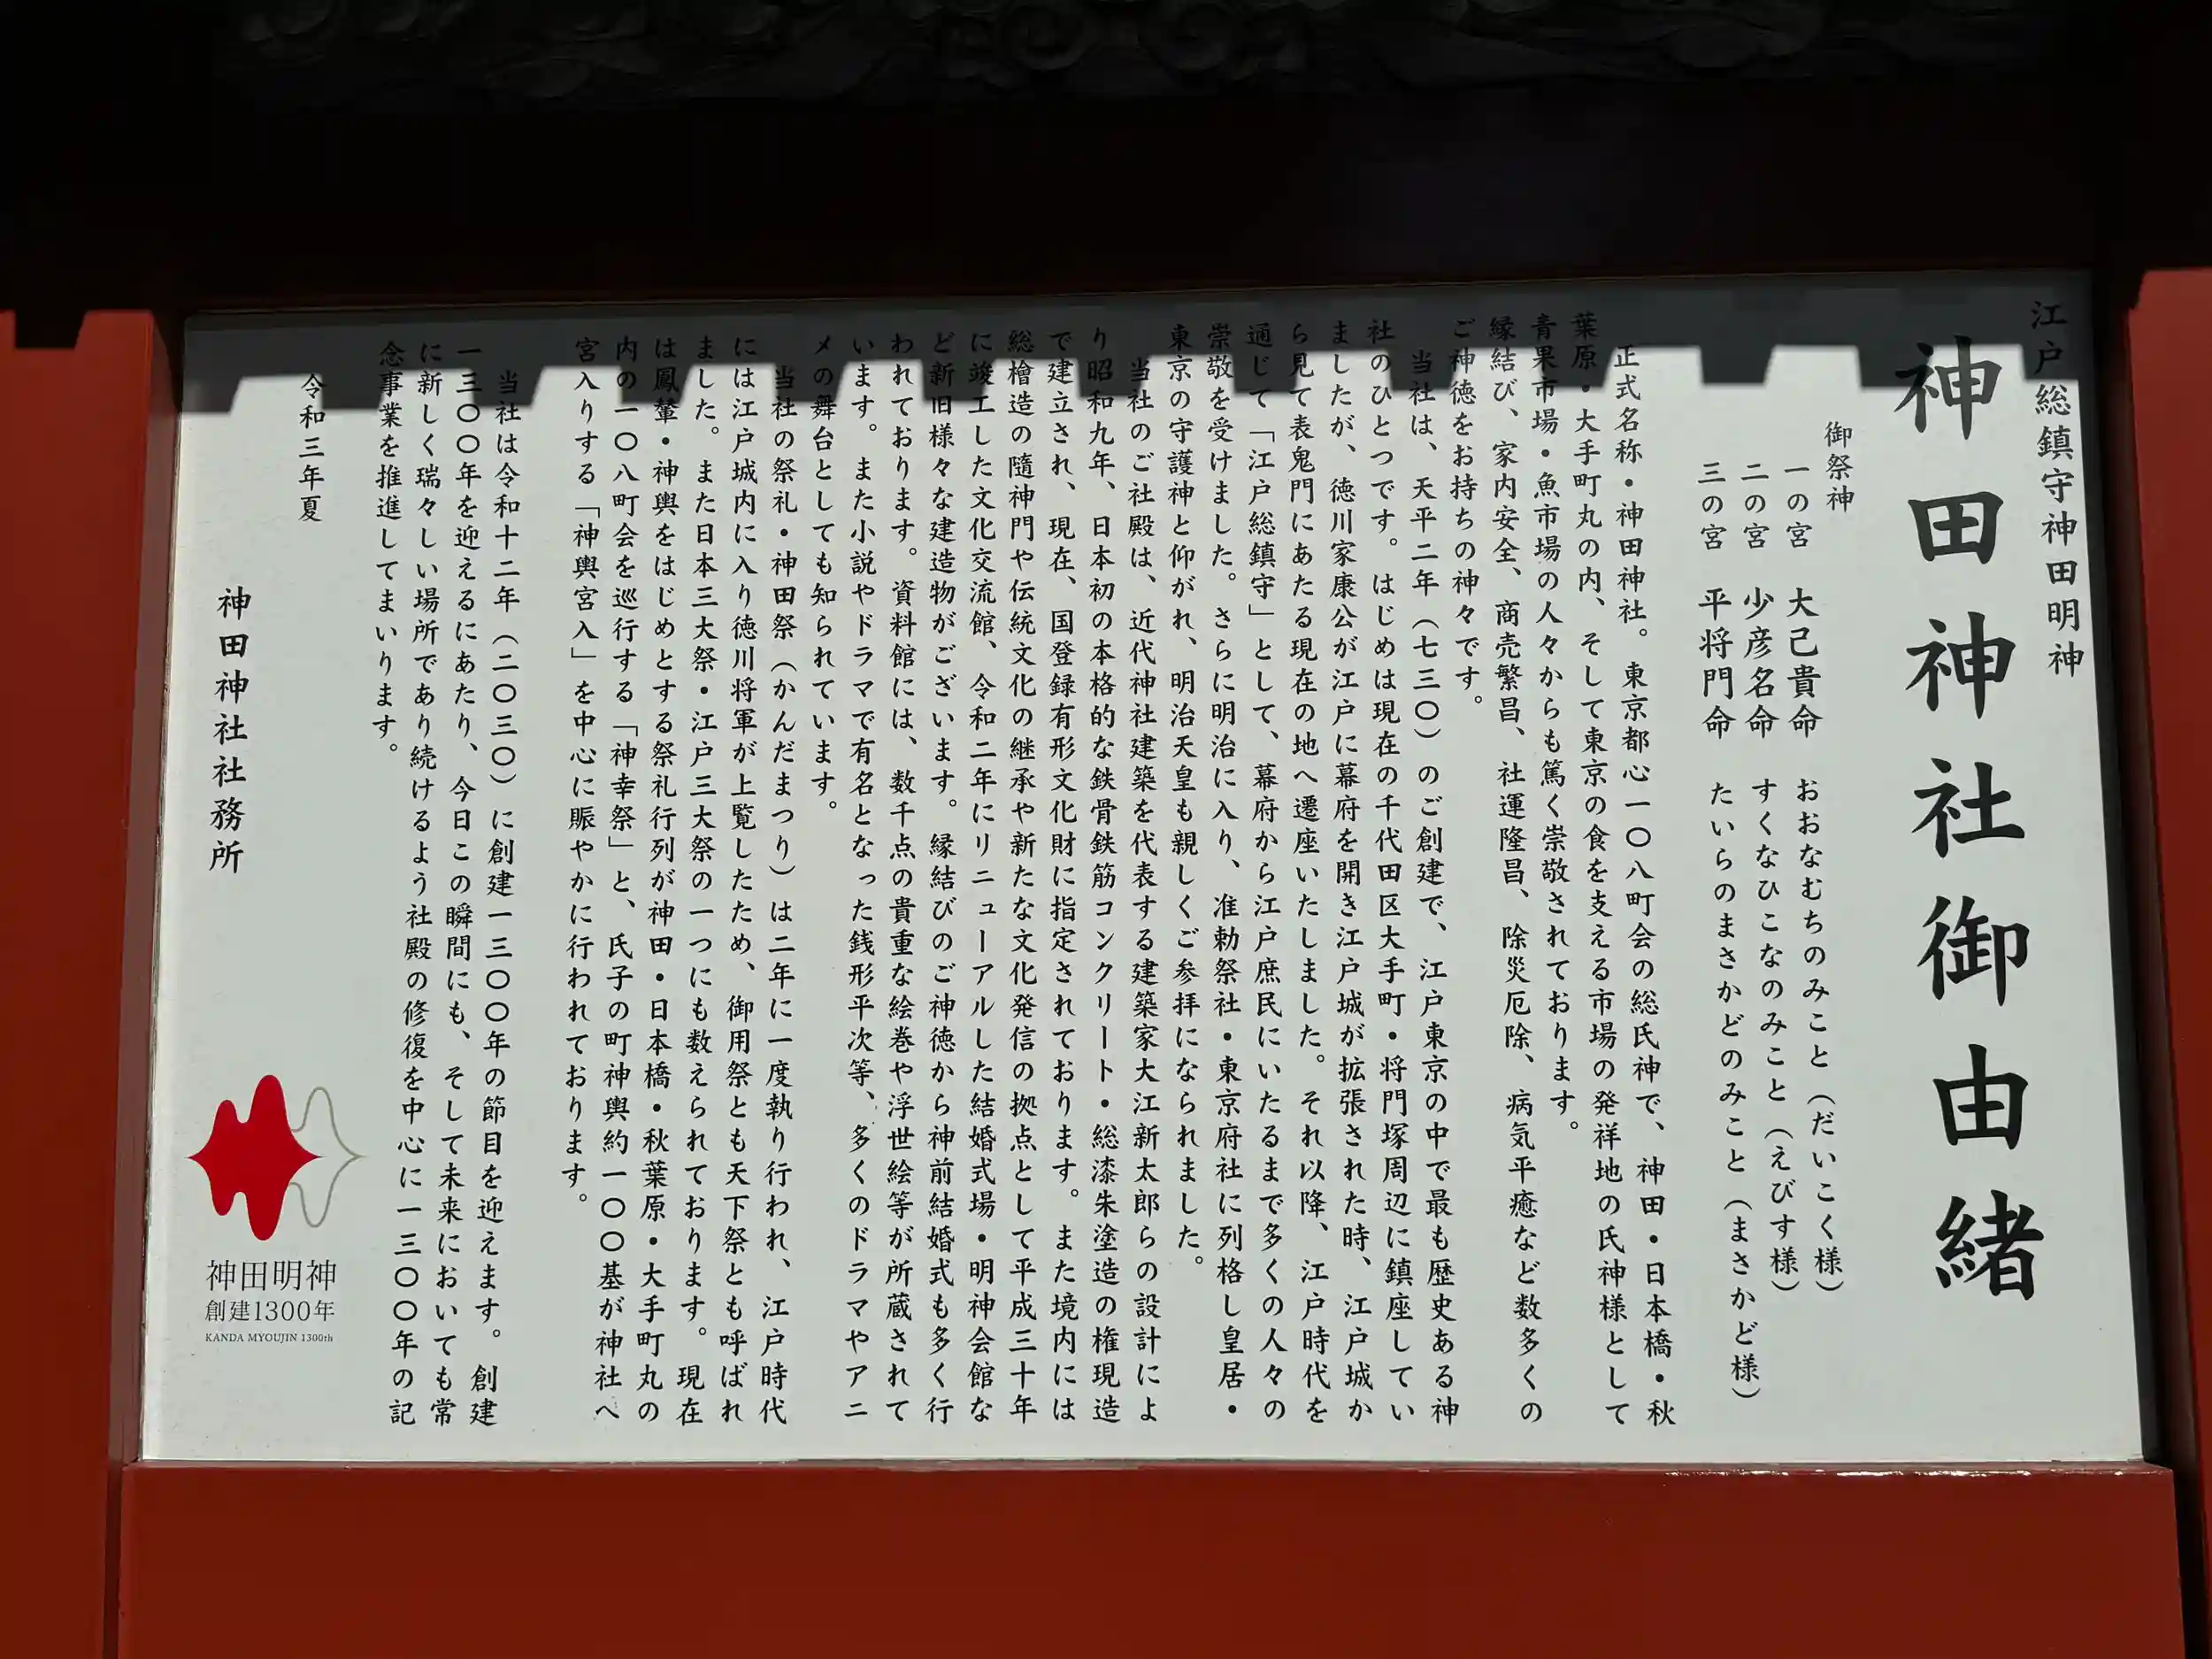 江戸総鎮守神田明神
神田神社御由緒
御祭神
一の宮　大己貴命　おおなむちのみこと（だいこく様）
二の宮　少彦名命　すくなひこなのみこと（えびす様）
三の宮　平将門命　たいらのまさかどのみこと（まさかど様）
正式名称・神田神社。東京都心一〇八町会の総氏神で、神田・日本橋・秋
葉原・大手町丸の内、そして東京の食を支える市場の発祥地の氏神様として
青果市場・魚市場の人々からも篤く崇敬されております。
縁結び、家内安全、商売繁昌、社運隆昌、除災厄除、病気平癒など数多くの
ご神徳をお持ちの神々です。
当社は、天平二年（七三〇）のご創建で、江戸東京の中で最も歴史ある神
社のひとつです。はじめは現在の千代田区大手町・将門塚周辺に鎮座してい
ましたが、徳川家康公が江戸に幕府を開き江戸城が拡張された時、江戸城か
ら見て表鬼門にあたる現在の地へ遷座いたしました。それ以降、江戸時代を
通じて「江戸総鎮守」として、幕府から江戸庶民にいたるまで多くの人々の
崇敬を受けました。さらに明治に入り、准勅祭社・東京府社に列格し皇居・
東京の守護神と仰がれ、明治天皇も親しくご参拝になられました。
当社のご社殿は、近代神社建築を代表する建築家大江新太郎らの設計によ
り昭和九年、日本初の本格的な鉄骨鉄筋コンクリート・総漆朱塗造の権現造
で建立され、現在、国登録有形文化財に指定されております。また境内には
総檜造の隨神門や伝統文化の継承や新たな文化発信の拠点として平成三十年
に竣工した文化交流館、令和二年にリニューアルした結婚式場・明神会館な
ど新旧様々な建造物がございます。縁結びのご神徳から神前結婚式も多く行
われております。資料館には、数千点の貴重な絵巻や浮世絵等が所蔵されて
います。また小説やドラマで有名となった銭形平次等、多くのドラマやアニ
メの舞台としても知られています。
当社の祭礼・神田祭（かんだまつり）は二年に一度執り行われ、江戸時代
には江戸城内に入り徳川将軍が上覧したため、御用祭とも天下祭とも呼ばれ
ました。また日本三大祭・江戸三大祭の一つにも数えられております。現在
は鳳輦・神輿をはじめとする祭礼行列が神田・日本橋・秋葉原・大手町丸の
内の一〇八町会を巡行する「神幸祭」と、氏子の町神輿約一〇〇基が神社へ
宮入りする「神輿宮入」を中心に賑やかに行われております。
当社は令和十二年（二〇三〇）に創建一三〇〇年の節目を迎えます。創建
一三〇〇年を迎えるにあたり、今日この瞬間にも、そして未来においても常
に新しく瑞々しい場所であり続けるよう社殿の修復を中心に一三〇〇年の記
念事業を推進してまいります。
令和三年夏
神田神社社務所
神田明神
創建1300年
KANDA MYOUJIN 1300th